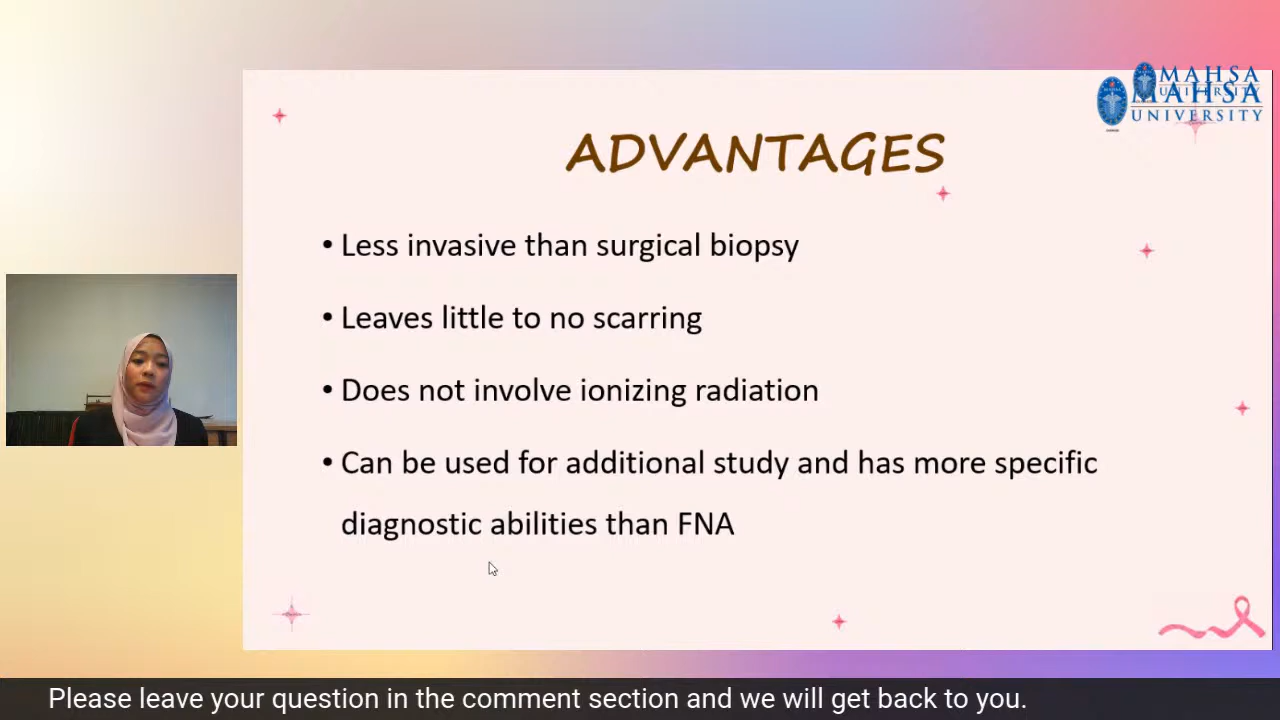 MAHSA
UNIVERSITY
MAHSA
UNIVERSITY
ADVANTAGES
• Less invasive than surgical biopsy
• Leaves little to no scarring
• Does not involve ionizing radiation
• Can be used for additional study and has more specific
diagnostic abilities than FNA
Please leave your question in the comment section and we will get back to you.